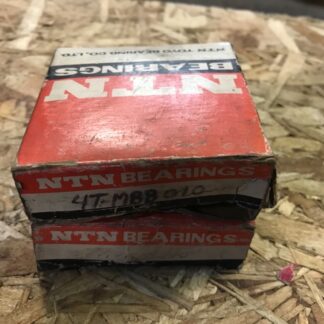 NTN TOYO BEARING CO., LTD.
BEARINGS
NTN
NTN BEARINGS
4T-M88010
NTN BEARINGS